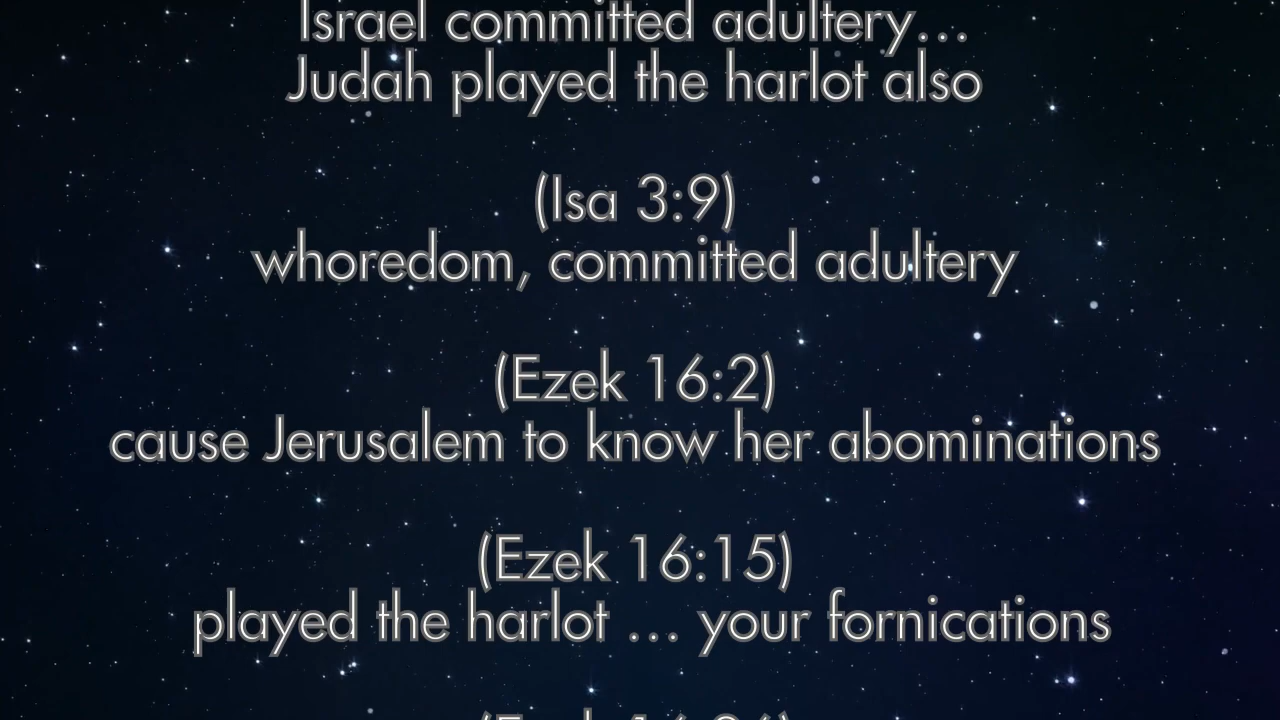 Israel committed adultery...
Judah played the harlot also
(Isa 3:9)
whoredom, committed adultery
(Ezek 16:2)
cause Jerusalem to know her abominations
(Ezek 16:15)
played the harlot ... your fornications